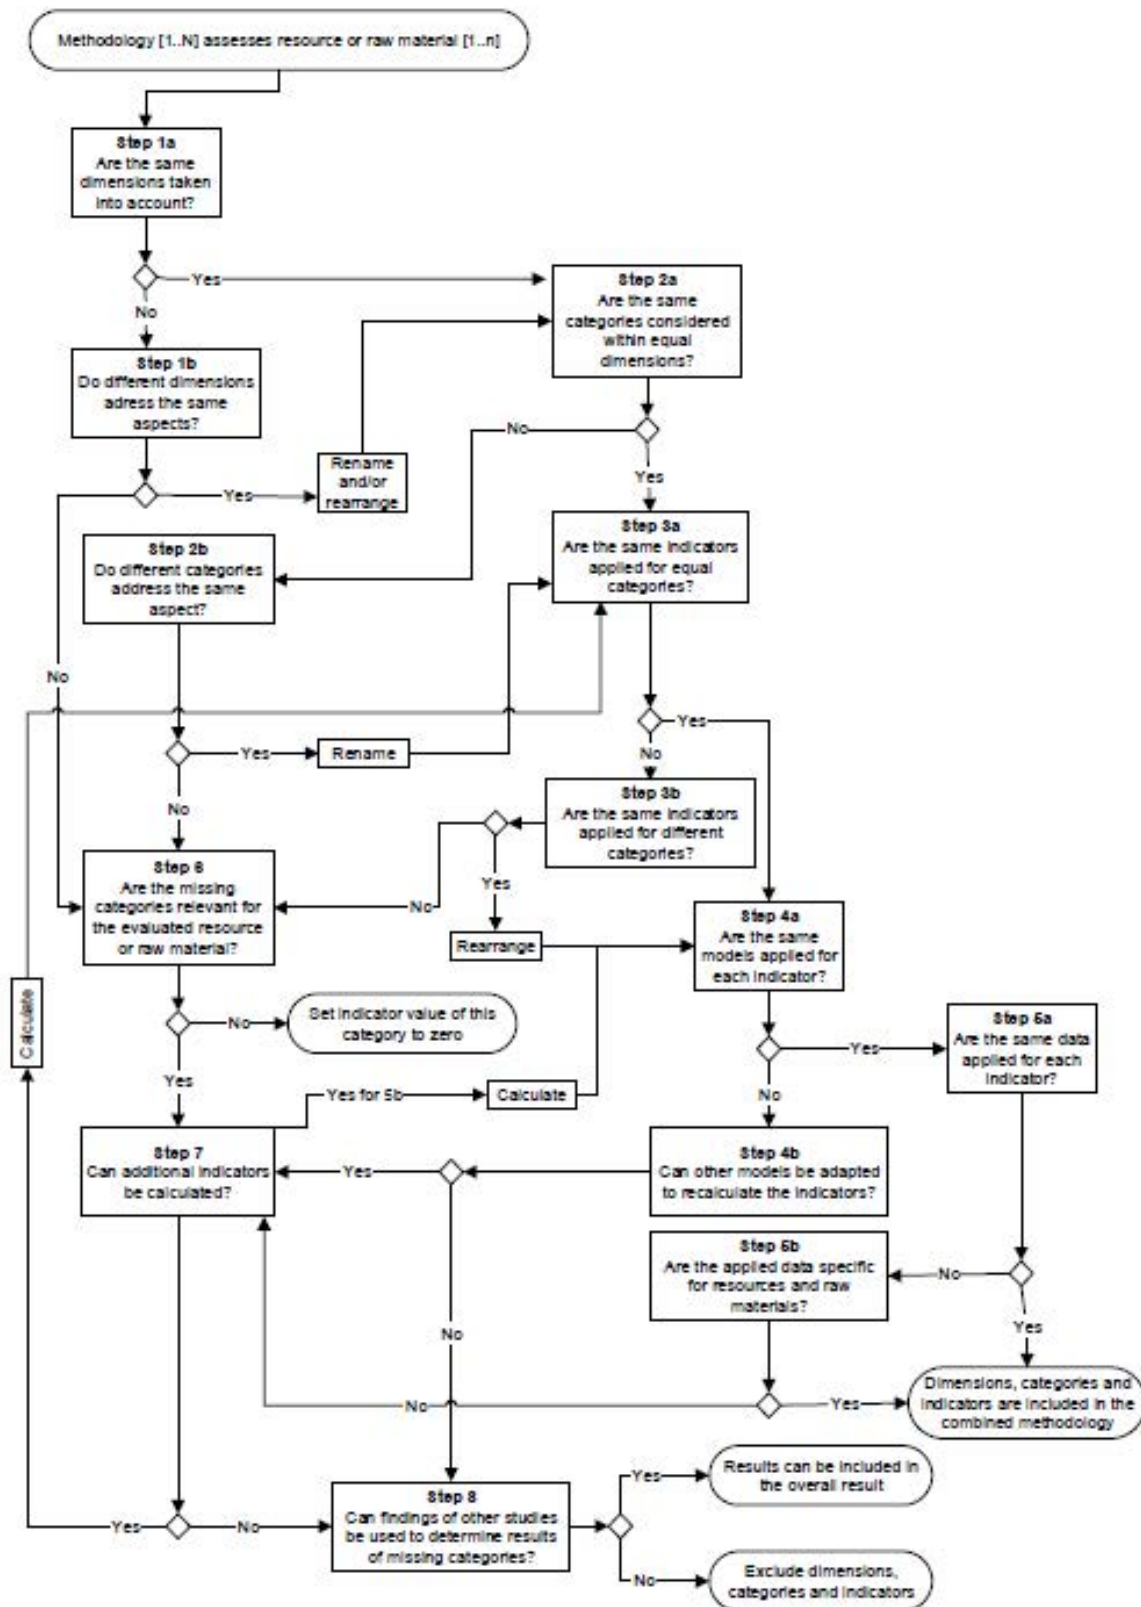 Methodology [1..N] assesses resource or raw material [1..n]
Step 1a
Are the same
dimensions taken
into account?
Yes
No
Step 2a
Are the same
categories considered
within equal
dimensions?
Step 1b
Do different dimensions
adress the same
aspects?
No
Yes
Rename
and/or
rearrange
Yes
Step 3a
Are the same indicators
applied for equal
categories?
Step 2b
Do different categories
address the same
aspect?
No
Yes
Rename
Yes
No
No
Step 3b
Are the same indicators
applied for different
categories?
Step 6
Are the missing
categories relevant for
the evaluated resource
or raw material?
Yes
No
Rearrange
Step 4a
Are the same
models applied for
each indicator?
Calculate
No
Set indicator value of this
category to zero
Yes
Step 5a
Are the same data
applied for each
indicator?
Yes
Yes for 5b
Calculate
No
Step 7
Can additional indicators
be calculated?
Yes
Step 4b
Can other models be adapted
to recalculate the indicators?
Step 5b
Are the applied data specific
for resources and raw
materials?
No
No
Yes
No
Yes
Dimensions, categories and
indicators are included in the
combined methodology
Yes
No
Step 8
Can findings of other studies
be used to determine results
of missing categories?
Yes
Results can be included in
the overall result
No
Exclude dimensions,
categories and indicators